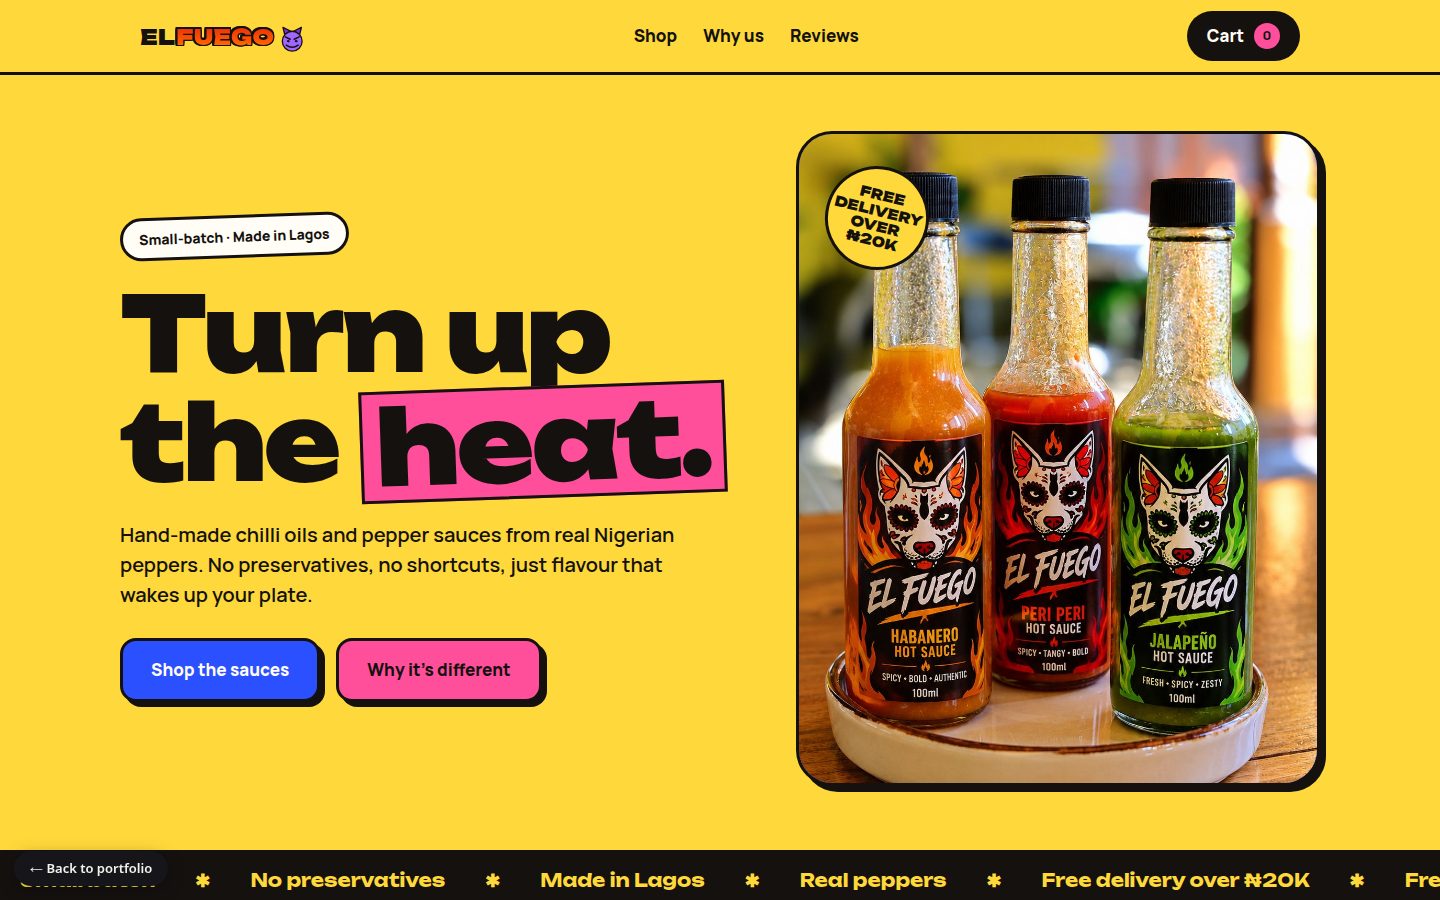 ELFUEGO
Shop
Why us
Reviews
Cart 0
Small-batch · Made in Lagos
Turn up
the heat.
Hand-made chilli oils and pepper sauces from real Nigerian
peppers. No preservatives, no shortcuts, just flavour that
wakes up your plate.
Shop the sauces
Why it's different
FREE
DELIVERY
OVER
₦20K
EL FUEGO
HABANERO
HOT SAUCE
SPICY • BOLD • AUTHENTIC
100ml
EL FUEGO
PERI PERI
HOT SAUCE
SPICY • TANGY • BOLD
100ml
EL FUEGO
JALAPEÑO
HOT SAUCE
FRESH • SPICY • ZESTY
100ml
← Back to portfolio
✱ No preservatives ✱ Made in Lagos ✱ Real peppers ✱ Free delivery over ₦20K ✱ Fre